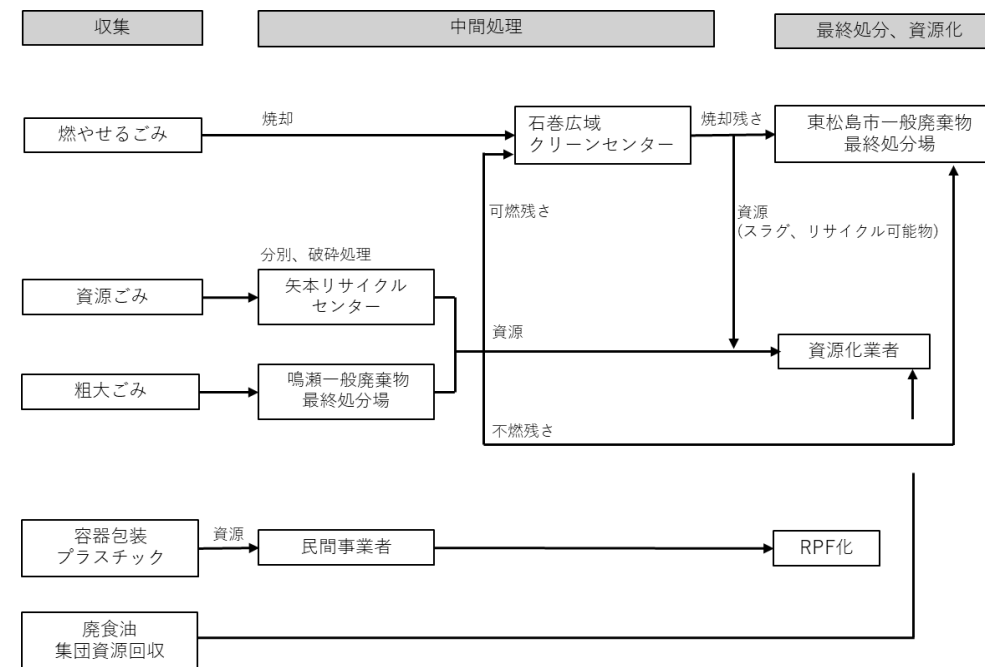 収集
中間処理
最終処分、資源化
燃やせるごみ
焼却
石巻広域
クリーンセンター
焼却残さ
東松島市一般廃棄物
最終処分場
可燃残さ
資源
(スラグ、リサイクル可能物)
分別、破砕処理
資源ごみ
矢本リサイクル
センター
資源
資源化業者
粗大ごみ
鳴瀬一般廃棄物
最終処分場
不燃残さ
容器包装
プラスチック
資源
民間事業者
RPF化
廃食油
集団資源回収